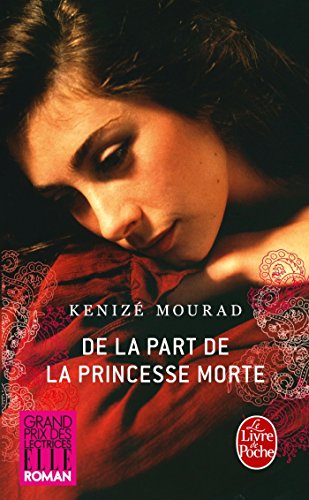 KENIZÉ MOURAD
DE LA PART DE
LA PRINCESSE MORTE
GRAND
PRIX DES
LECTRICES
ELLE
ROMAN
Le
Livre
de
Poche